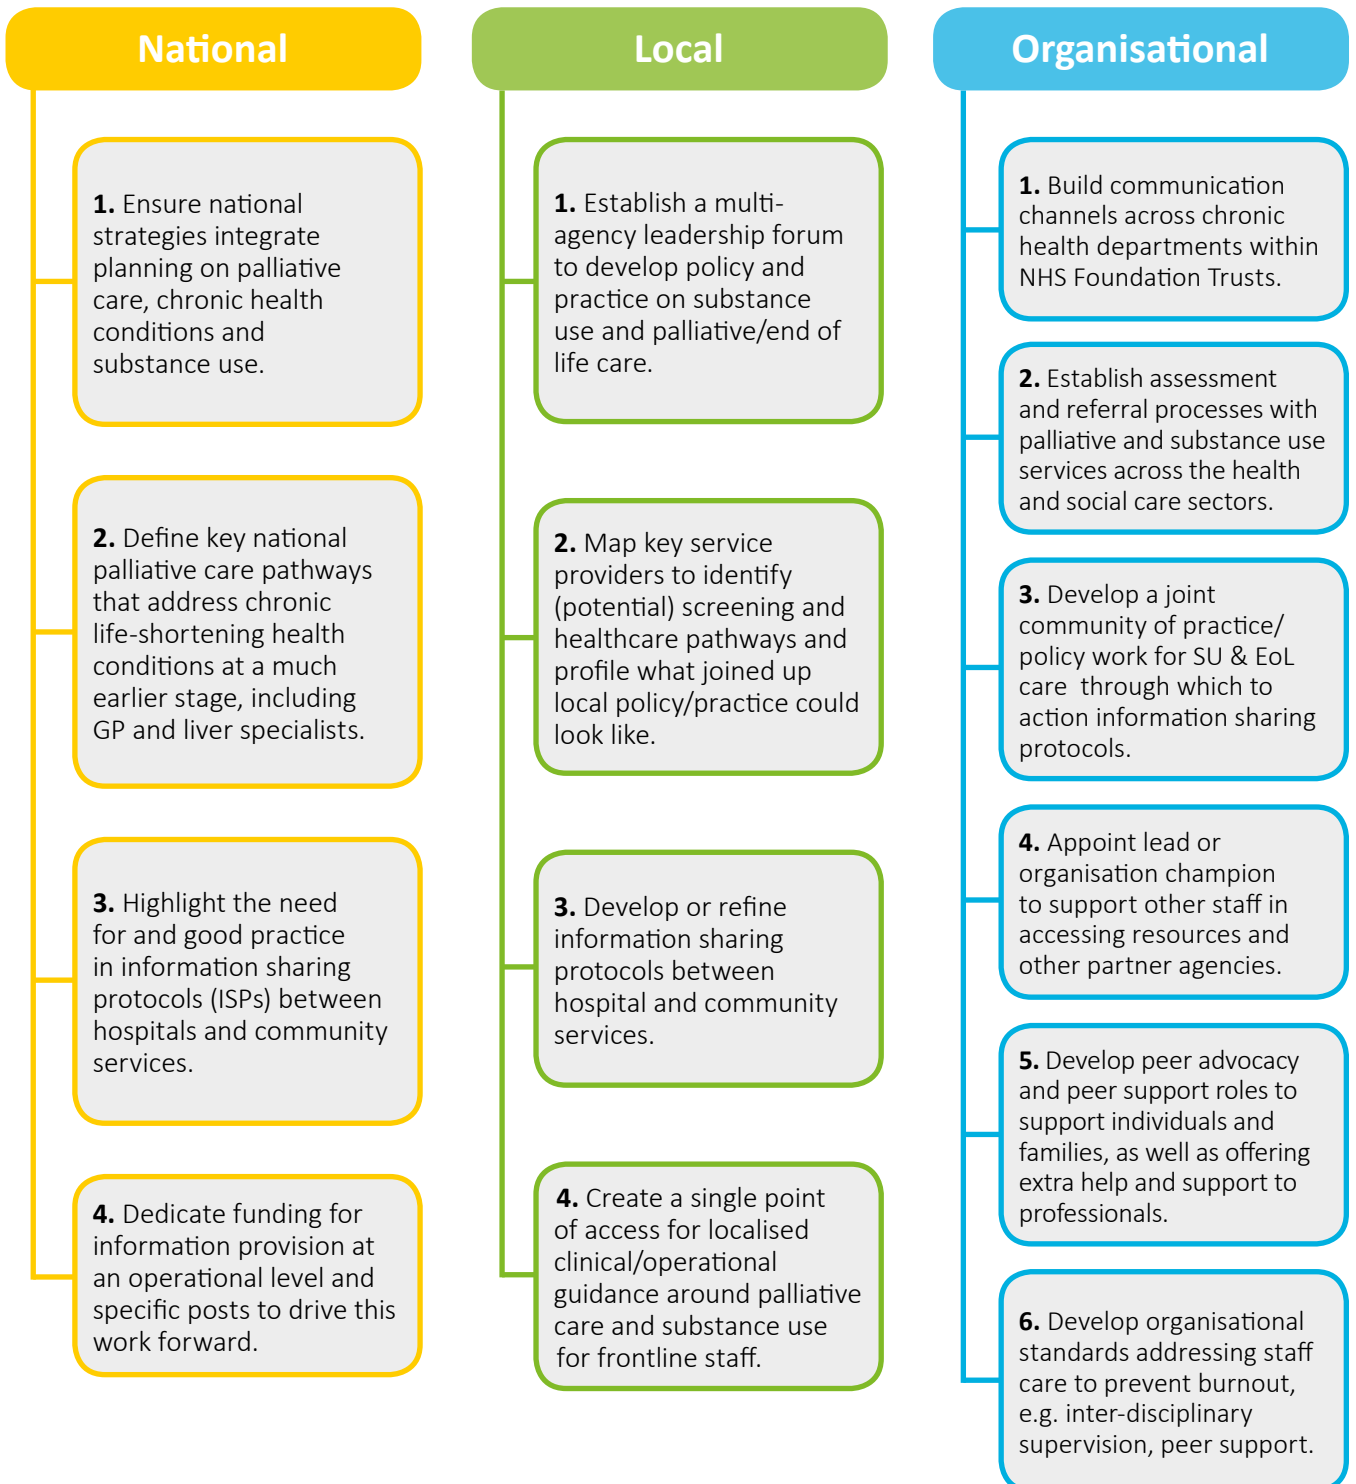 National
1. Ensure national
strategies integrate
planning on palliative
care, chronic health
conditions and
substance use.
2. Define key national
palliative care pathways
that address chronic
life-shortening health
conditions at a much
earlier stage, including
GP and liver specialists.
3. Highlight the need
for and good practice
in information sharing
protocols (ISPs) between
hospitals and community
services.
4. Dedicate funding for
information provision at
an operational level and
specific posts to drive this
work forward.
Local
1. Establish a multi-
agency leadership forum
to develop policy and
practice on substance
use and palliative/end of
life care.
2. Map key service
providers to identify
(potential) screening and
healthcare pathways and
profile what joined up
local policy/practice could
look like.
3. Develop or refine
information sharing
protocols between
hospital and community
services.
4. Create a single point
of access for localised
clinical/operational
guidance around palliative
care and substance use
for frontline staff.
Organisational
1. Build communication
channels across chronic
health departments within
NHS Foundation Trusts.
2. Establish assessment
and referral processes with
palliative and substance use
services across the health
and social care sectors.
3. Develop a joint
community of practice/
policy work for SU & EoL
care through which to
action information sharing
protocols.
4. Appoint lead or
organisation champion
to support other staff in
accessing resources and
other partner agencies.
5. Develop peer advocacy
and peer support roles to
support individuals and
families, as well as offering
extra help and support to
professionals.
6. Develop organisational
standards addressing staff
care to prevent burnout,
e.g. inter-disciplinary
supervision, peer support.